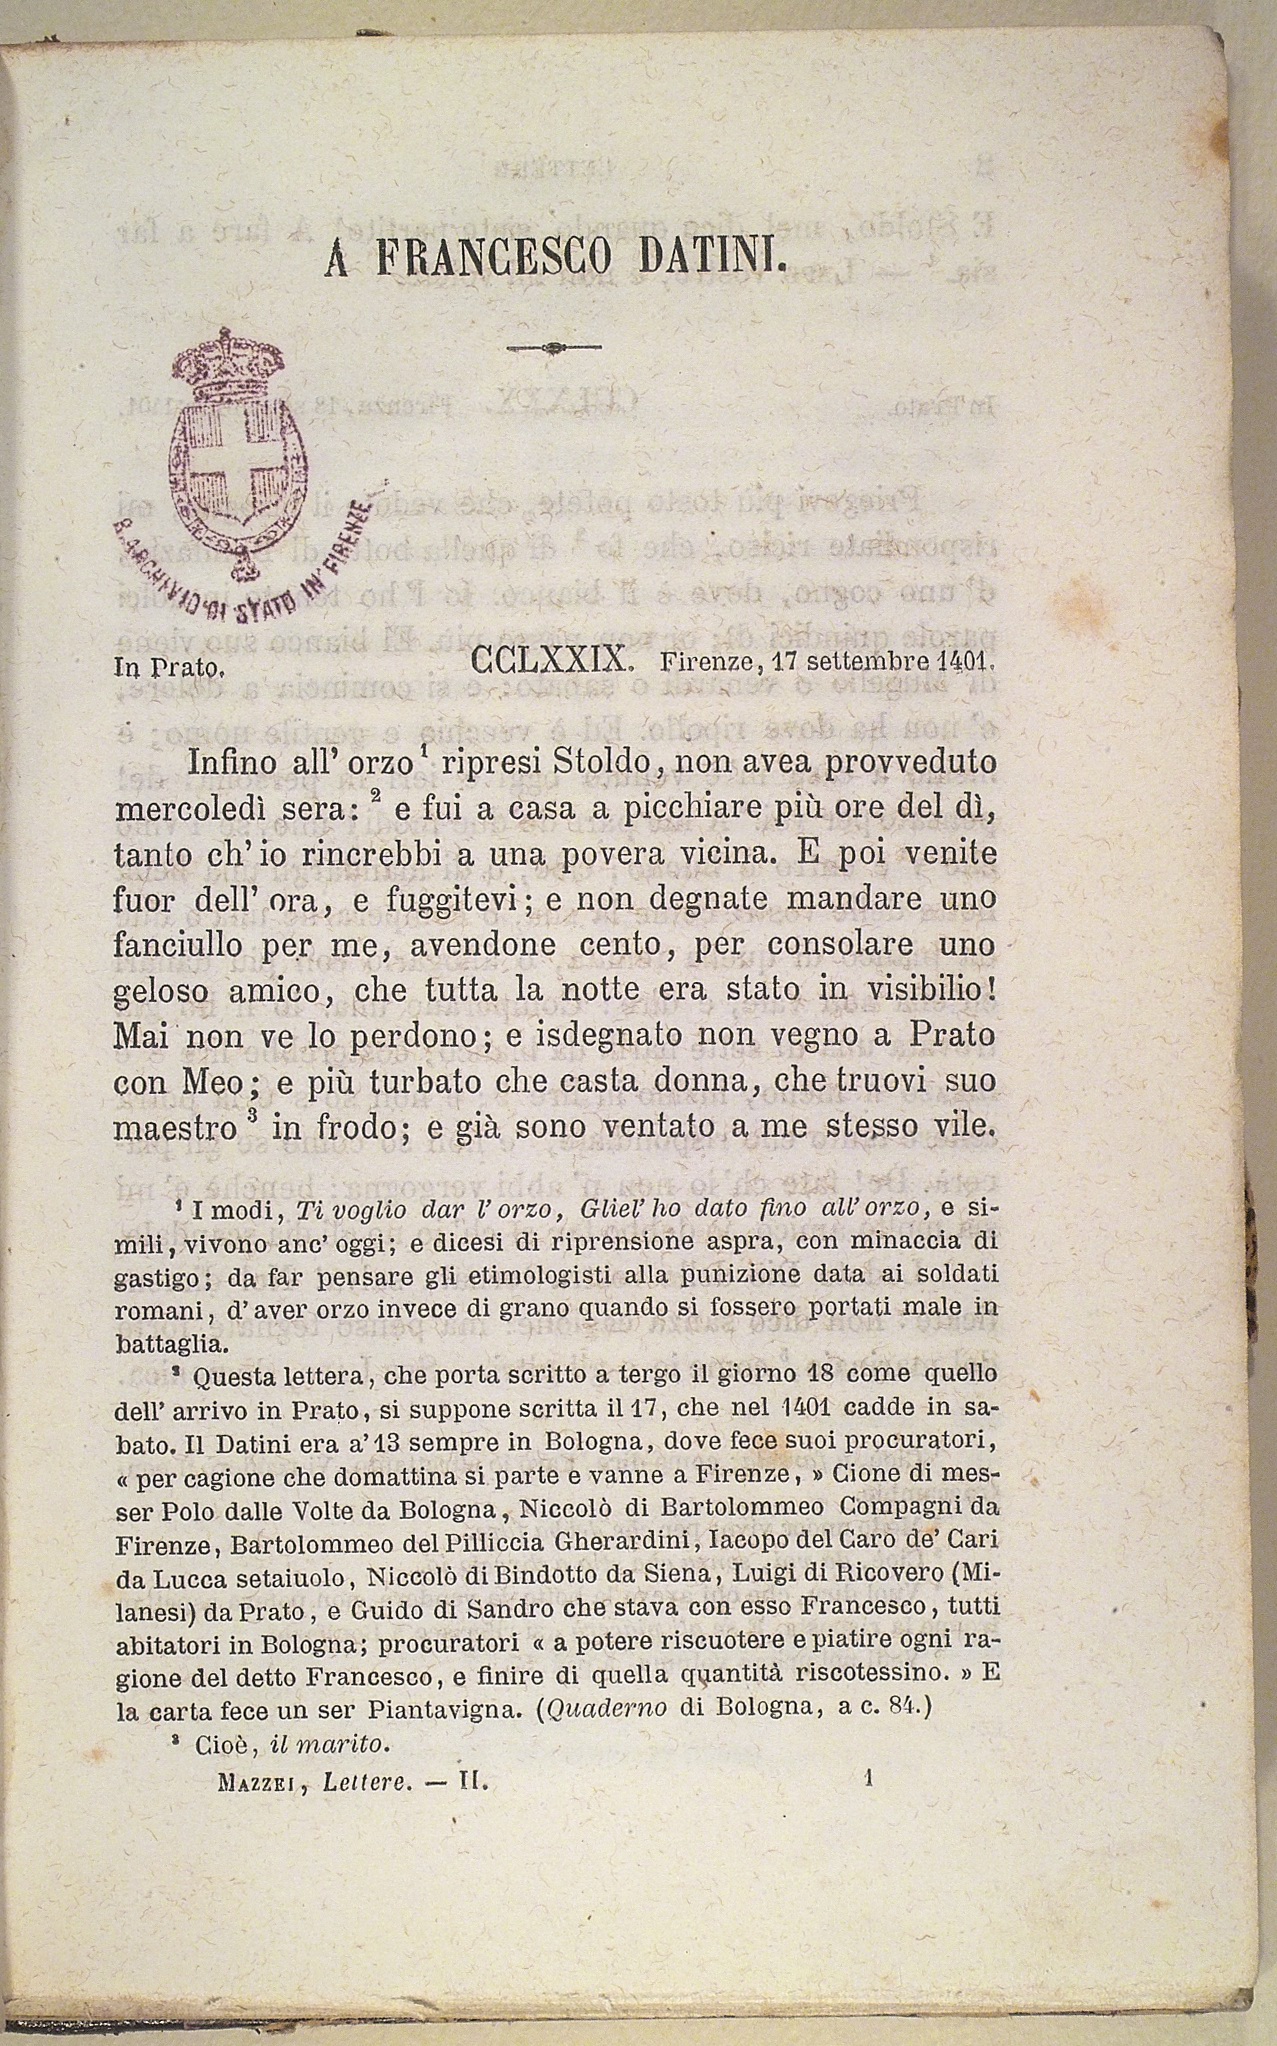 A FRANCESCO DATINI.
R. ARCHIVIO DI STATO IN FIRENZE
In Prato. CCLXXIX. Firenze, 17 settembre 1401.
Infino all' orzo ¹ ripresi Stoldo, non avea provveduto
mercoledì sera: ² e fui a casa a picchiare più ore del dì,
tanto ch' io rincrebbi a una povera vicina. E poi venite
fuor dell' ora, e fuggitevi; e non degnate mandare uno
fanciullo per me, avendone cento, per consolare uno
geloso amico, che tutta la notte era stato in visibilio!
Mai non ve lo perdono; e isdegnato non vegno a Prato
con Meo; e più turbato che casta donna, che truovi suo
maestro ³ in frodo; e già sono ventato a me stesso vile.
¹ I modi, Ti voglio dar l' orzo, Gliel' ho dato fino all' orzo, e si-
mili, vivono anc' oggi; e dicesi di riprensione aspra, con minaccia di
gastigo; da far pensare gli etimologisti alla punizione data ai soldati
romani, d' aver orzo invece di grano quando si fossero portati male in
battaglia.
² Questa lettera, che porta scritto a tergo il giorno 18 come quello
dell' arrivo in Prato, si suppone scritta il 17, che nel 1401 cadde in sa-
bato. Il Datini era a' 13 sempre in Bologna, dove fece suoi procuratori,
« per cagione che domattina si parte e vanne a Firenze, » Cione di mes-
ser Polo dalle Volte da Bologna, Niccolò di Bartolommeo Compagni da
Firenze, Bartolommeo del Pilliccia Gherardini, Iacopo del Caro de' Cari
da Lucca setaiuolo, Niccolò di Bindotto da Siena, Luigi di Ricovero (Mi-
lanesi) da Prato, e Guido di Sandro che stava con esso Francesco, tutti
abitatori in Bologna; procuratori « a potere riscuotere e piatire ogni ra-
gione del detto Francesco, e finire di quella quantità riscotessino. » E
la carta fece un ser Piantavigna. (Quaderno di Bologna, a c. 84.)
³ Cioè, il marito.
MAZZEI, Lettere. — II. 1